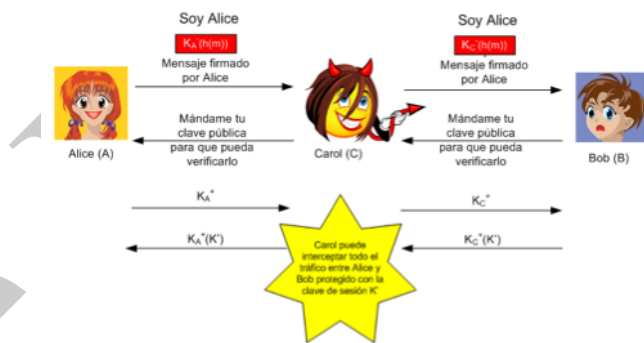 Soy Alice
Soy Alice
K_A^-(h(m))
K_C^-(h(m))
Mensaje firmado
por Alice
Mensaje firmado
por Alice
Mándame tu
clave pública
para que pueda
verificarlo
Mándame tu
clave pública
para que pueda
verificarlo
Alice (A)
Carol (C)
Bob (B)
K_A^+
K_C^+
K_A^+(K')
K_C^+(K')
Carol puede
interceptar todo el
tráfico entre Alice y
Bob protegido con la
clave de sesión K'